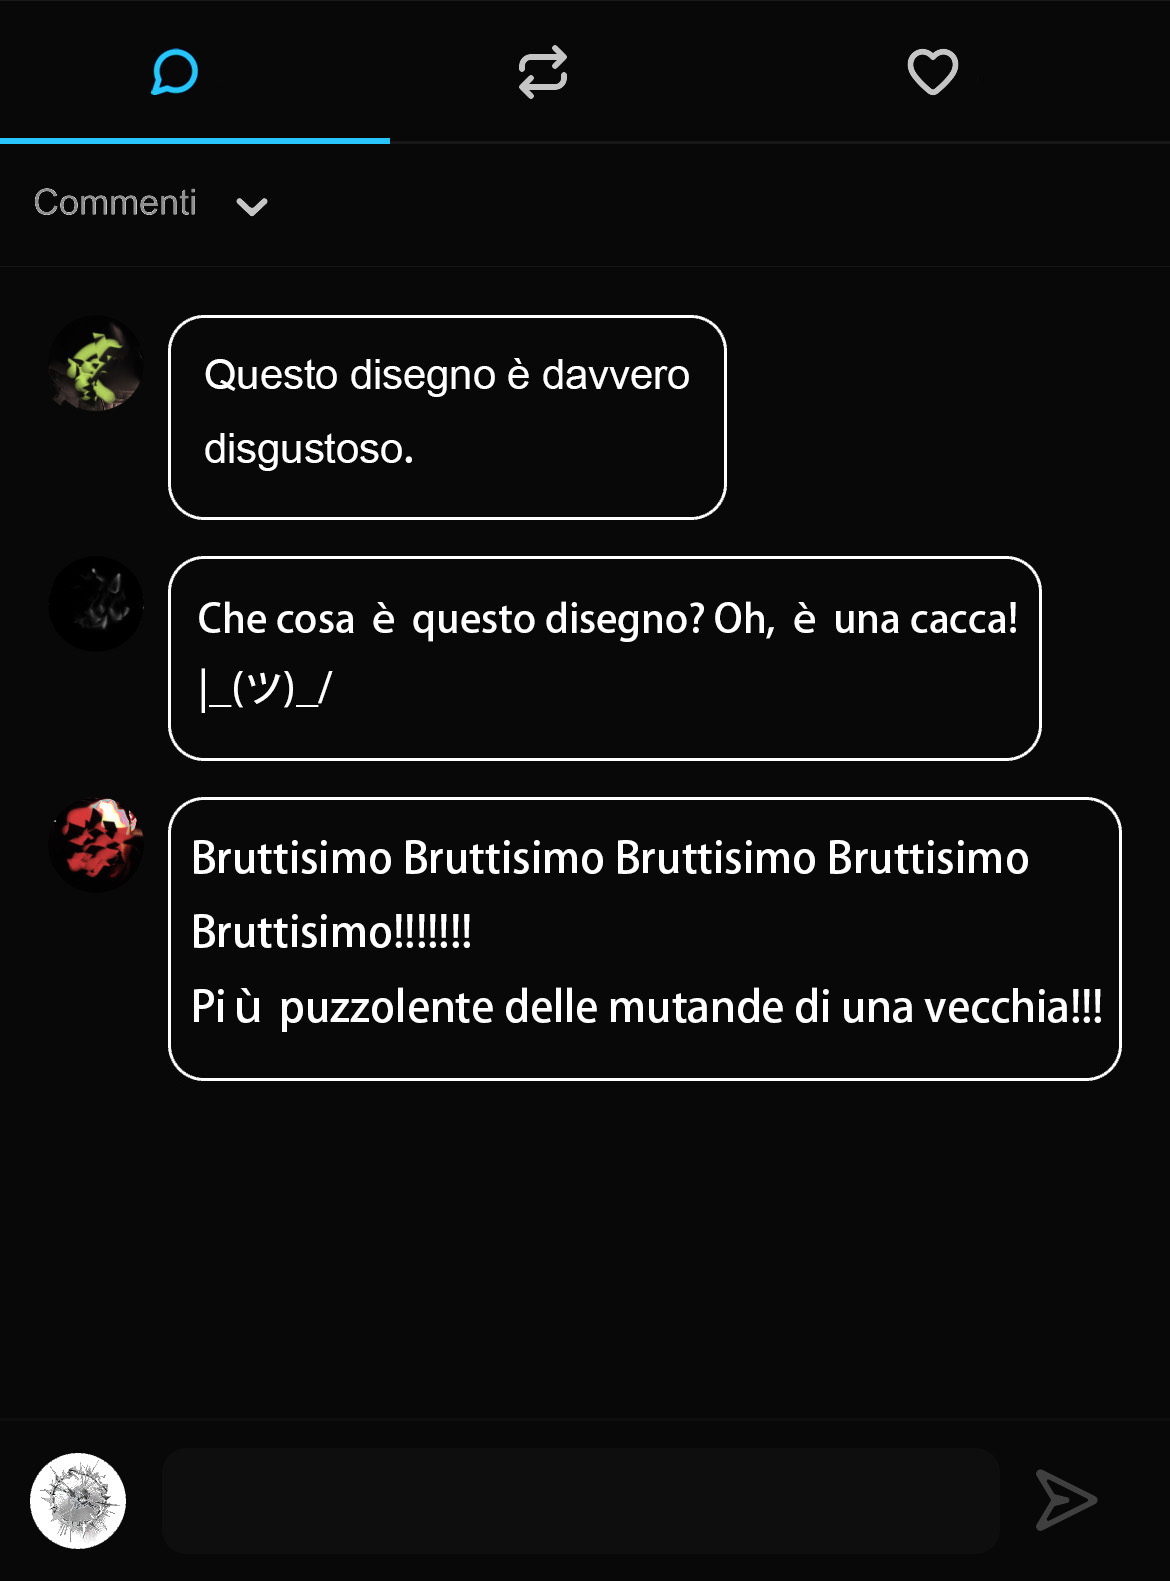 Commenti
Questo disegno è davvero
disgustoso.
Che cosa è questo disegno? Oh, è una cacca!
|_(ツ)_/
Bruttisimo Bruttisimo Bruttisimo Bruttisimo
Bruttisimo!!!!!!!
Pi ù puzzolente delle mutande di una vecchia!!!